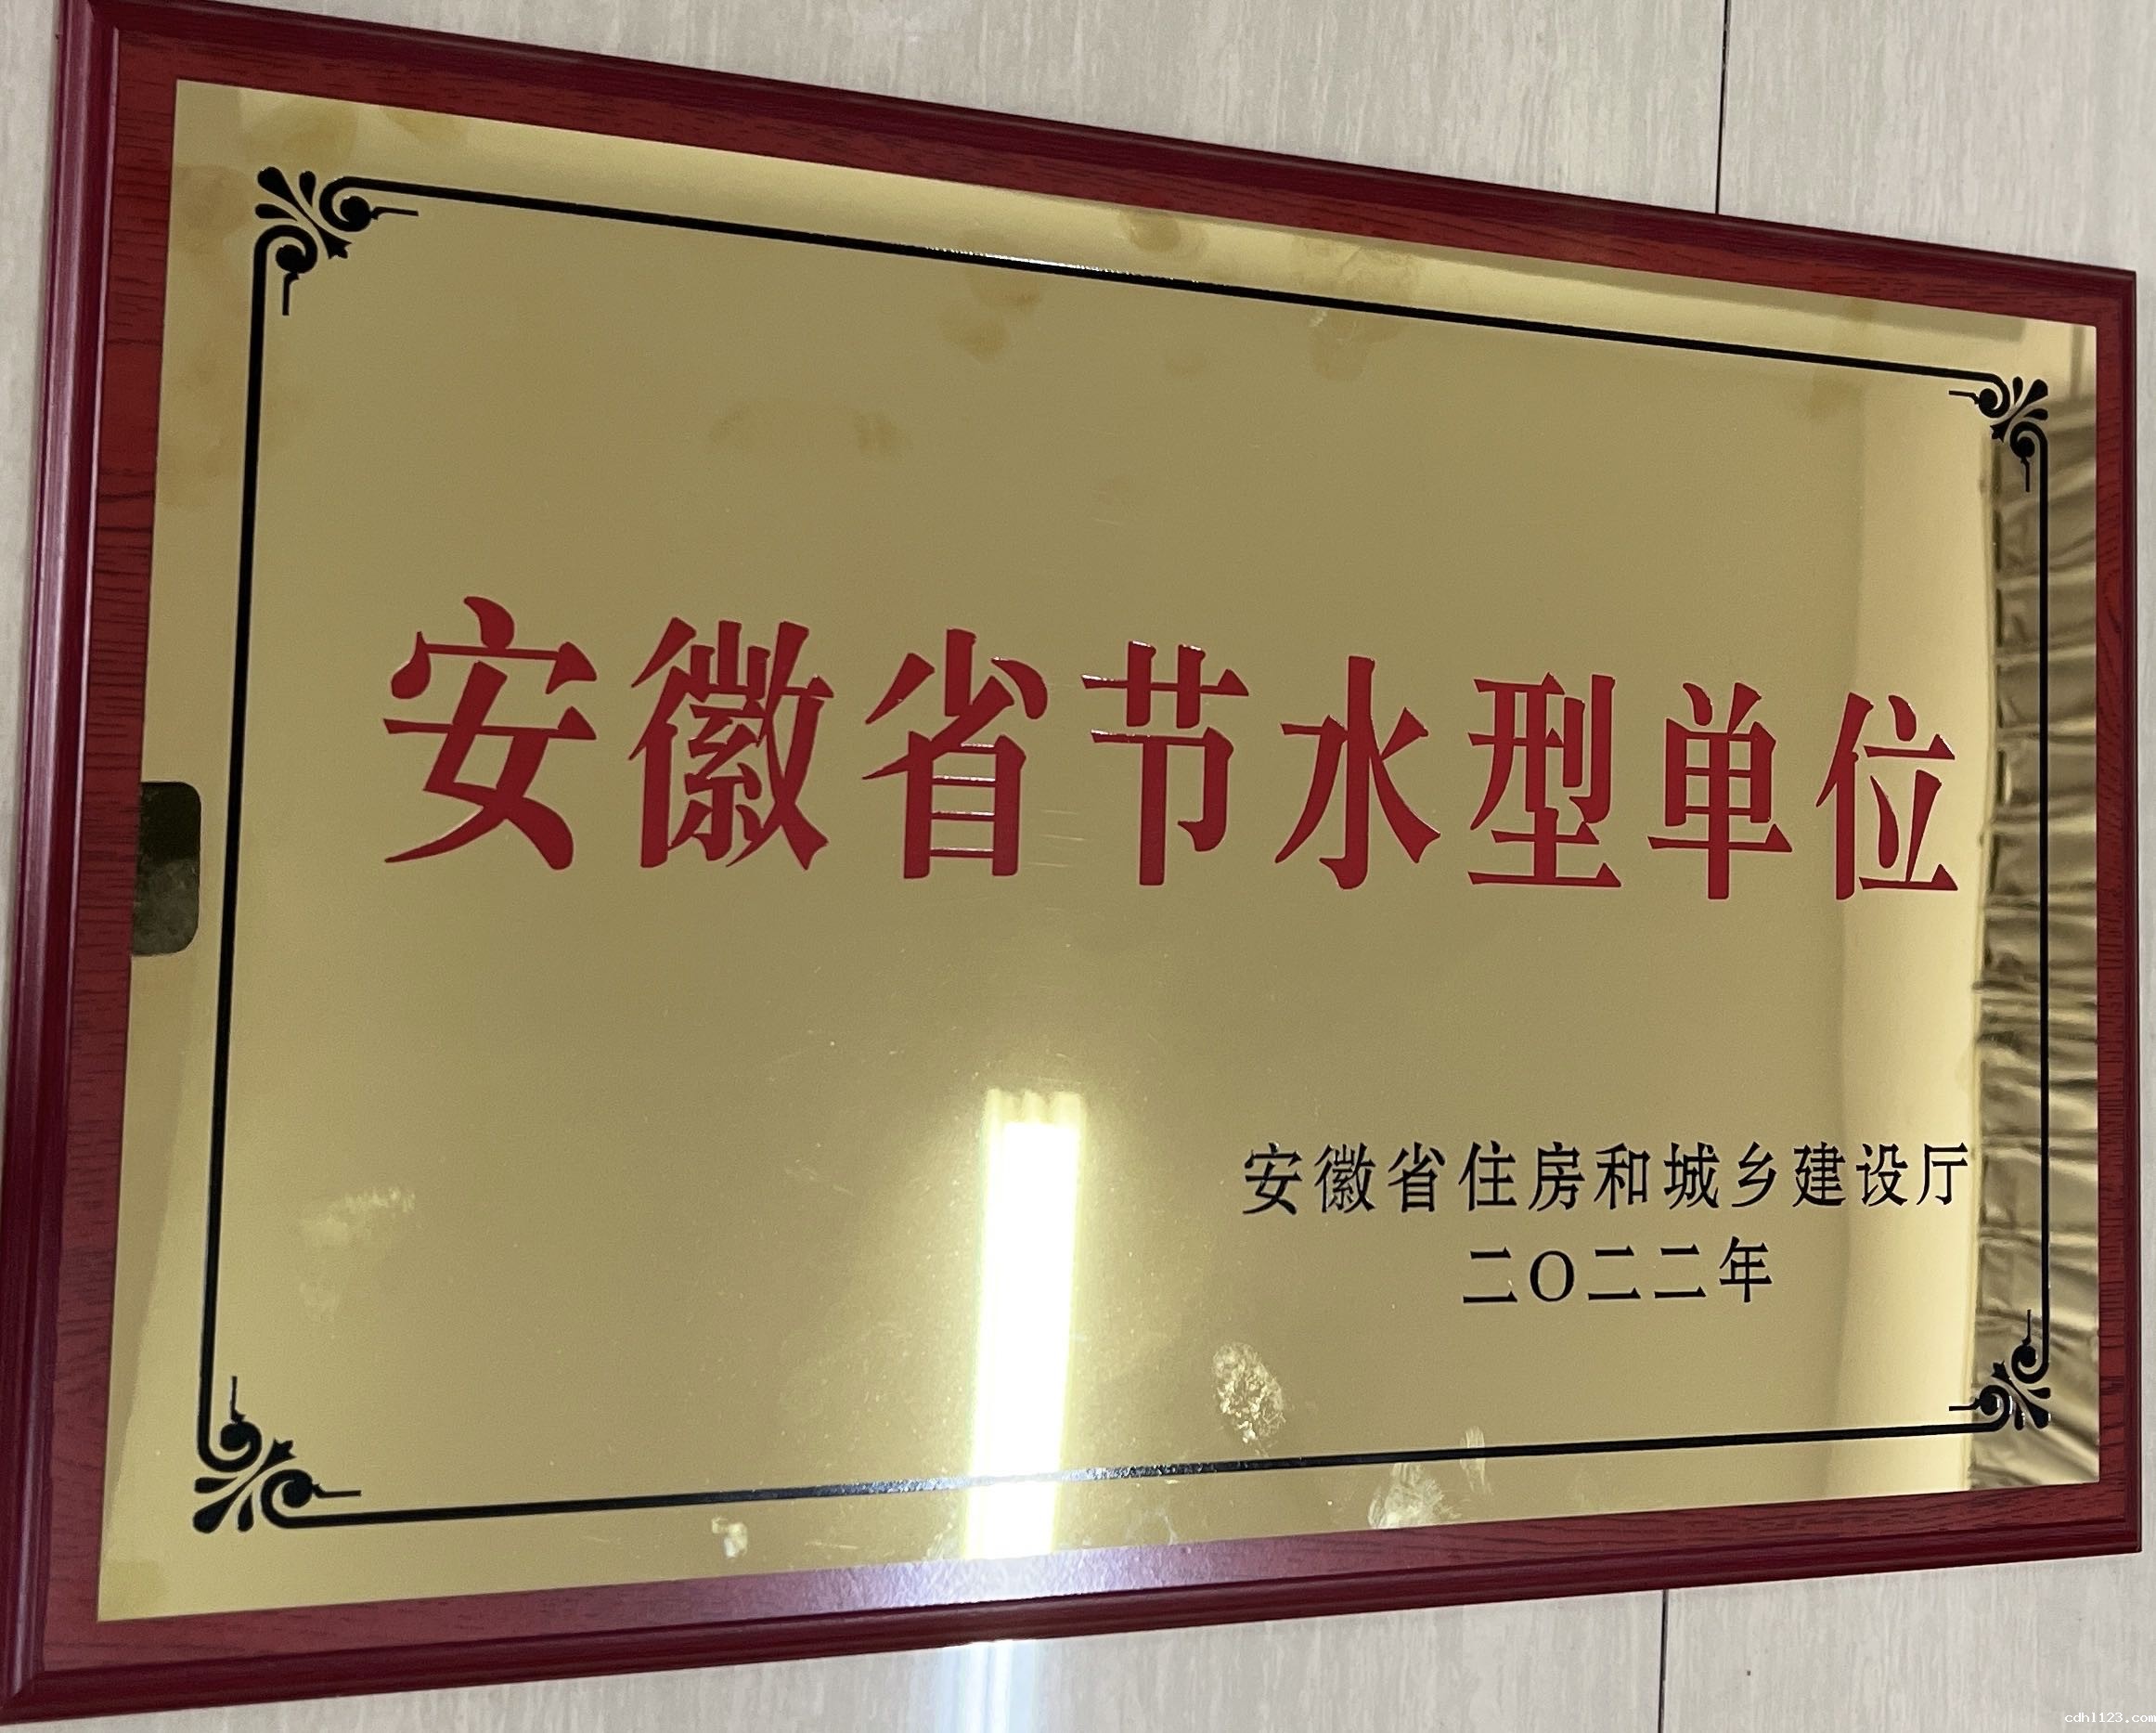 安徽省节水型单位
安徽省住房和城乡建设厅
二〇二二年
cdhl123.com